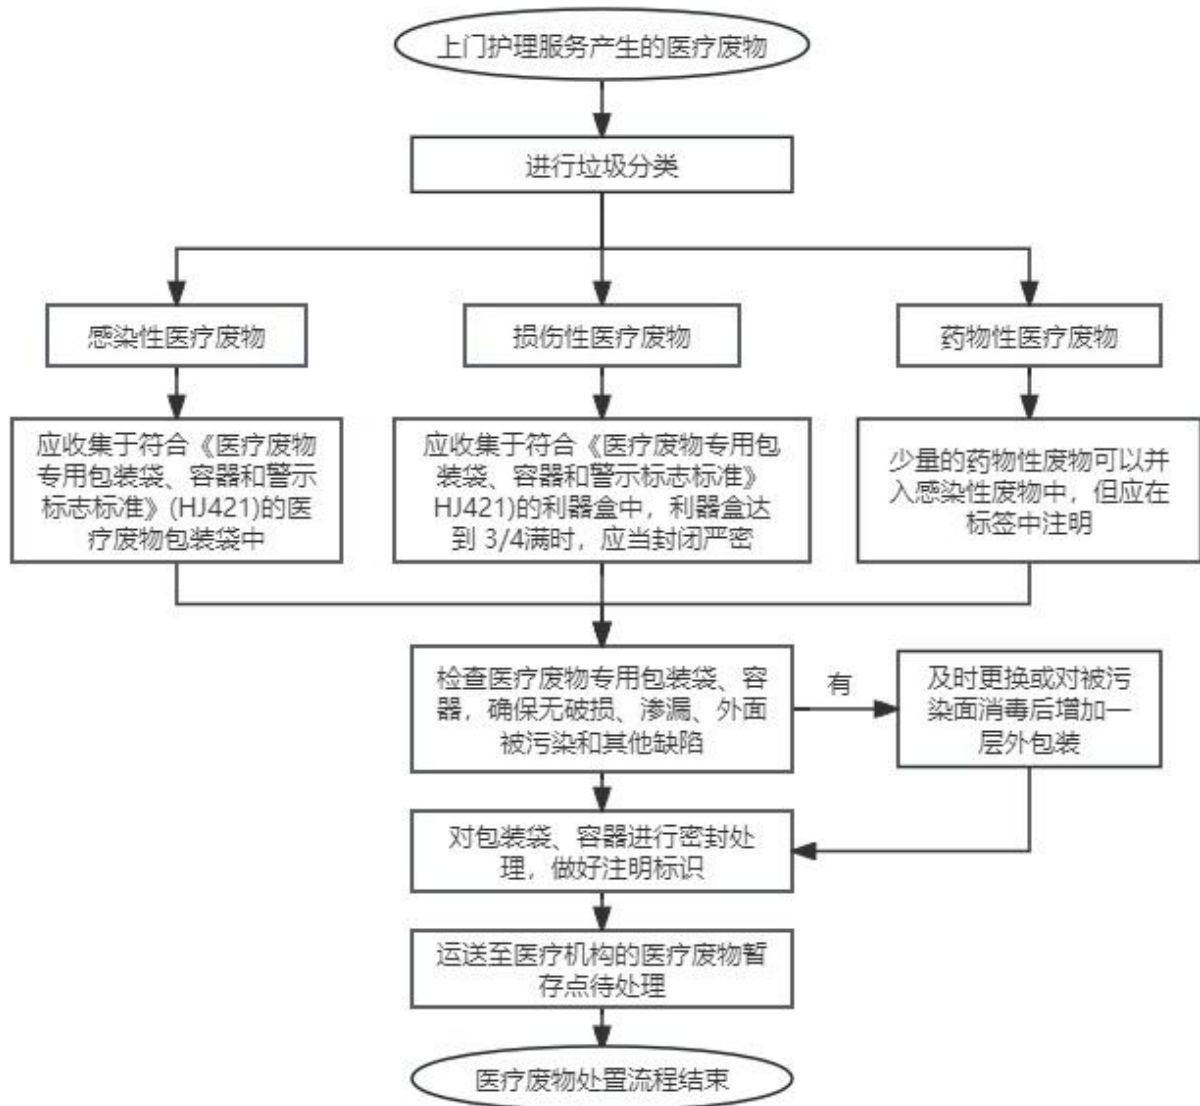 上门护理服务产生的医疗废物
进行垃圾分类
感染性医疗废物
损伤性医疗废物
药物性医疗废物
应收集于符合《医疗废物
专用包装袋、容器和警示
标志标准》(HJ421)的医
疗废物包装袋中
应收集于符合《医疗废物专用包
装袋、容器和警示标志标准》
HJ421)的利器盒中，利器盒达
到 3/4满时，应当封闭严密
少量的药物性废物可以并
入感染性废物中，但应在
标签中注明
检查医疗废物专用包装袋、容
器，确保无破损、渗漏、外面
被污染和其他缺陷
有
及时更换或对被污
染面消毒后增加一
层外包装
对包装袋、容器进行密封处
理，做好注明标识
运送至医疗机构的医疗废物暂
存点待处理
医疗废物处置流程结束